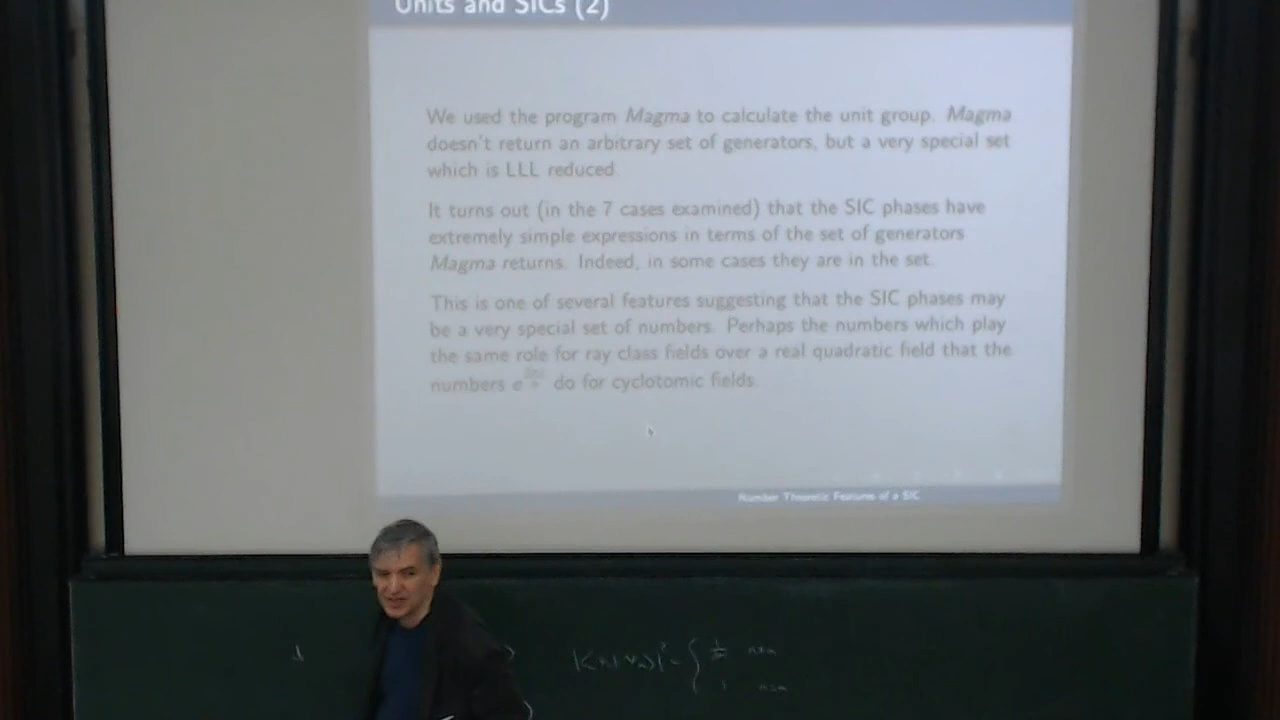 Units and SICs (2)
We used the program Magma to calculate the unit group. Magma
doesn't return an arbitrary set of generators, but a very special set
which is LLL reduced.
It turns out (in the 7 cases examined) that the SIC phases have
extremely simple expressions in terms of the set of generators
Magma returns. Indeed, in some cases they are in the set.
This is one of several features suggesting that the SIC phases may
be a very special set of numbers. Perhaps the numbers which play
the same role for ray class fields over a real quadratic field that the
numbers e do for cyclotomic fields.
Number Theoretic Features of a SIC